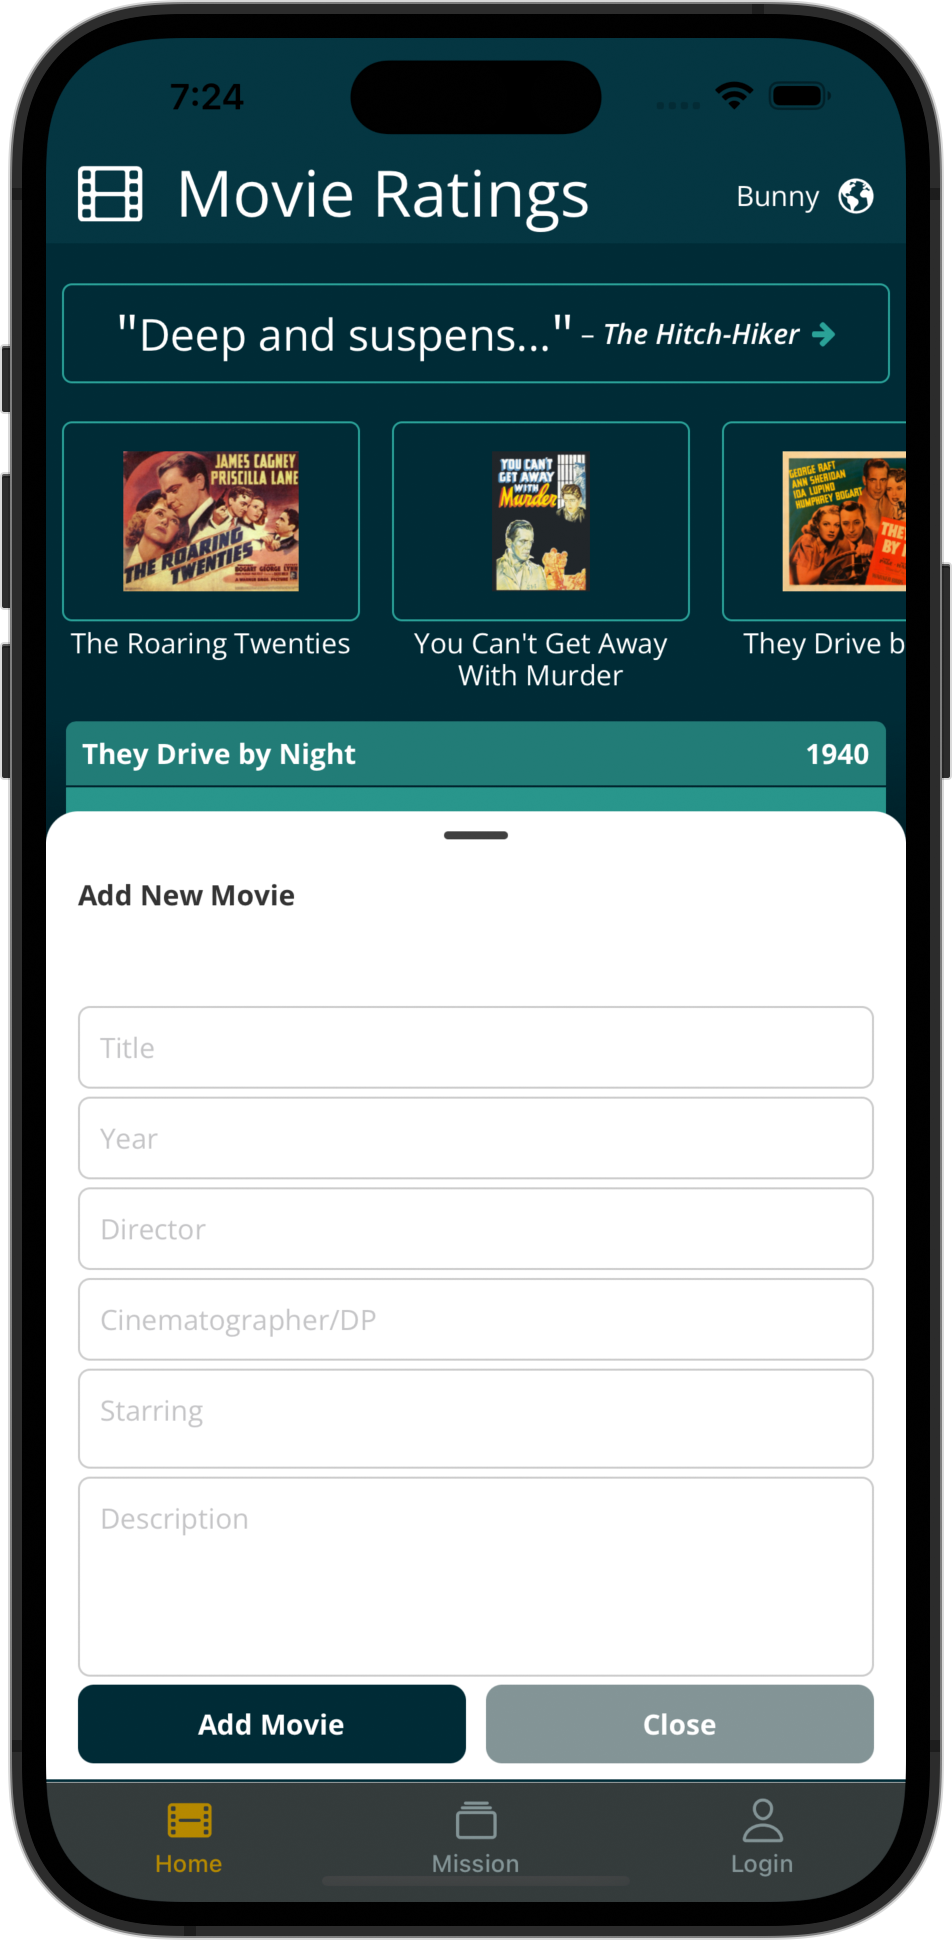 7:24
Movie Ratings
Bunny
"Deep and suspens..." – The Hitch-Hiker
JAMES CAGNEY
PRISCILLA LANE
THE ROARING
TWENTIES
YOU CAN'T
GET AWAY
WITH
Murder
GEORGE RAFT
ANN SHERIDAN
IDA LUPINO
HUMPHREY BOGART
The Roaring Twenties
You Can't Get Away
With Murder
They Drive b
They Drive by Night
1940
Add New Movie
Title
Year
Director
Cinematographer/DP
Starring
Description
Add Movie
Close
Home
Mission
Login